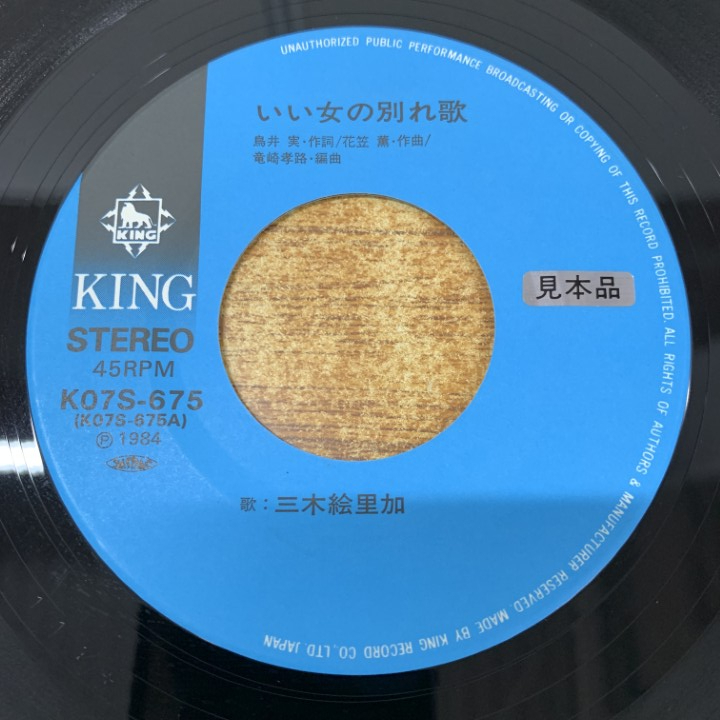 いい女の別れ歌
鳥井 実・作詞/花笠 薫・作曲/
竜崎孝路・編曲
KING
KING
STEREO
45RPM
K07S-675
(K07S-675A)
Ⓟ 1984
見本品
歌：三木絵里加
UNAUTHORIZED PUBLIC PERFORMANCE BROADCASTING OR COPYING OF THIS RECORD PROHIBITED. ALL RIGHTS OF AUTHORS & MANUFACTURER RESERVED MADE BY KING RECORD CO., LTD. JAPAN